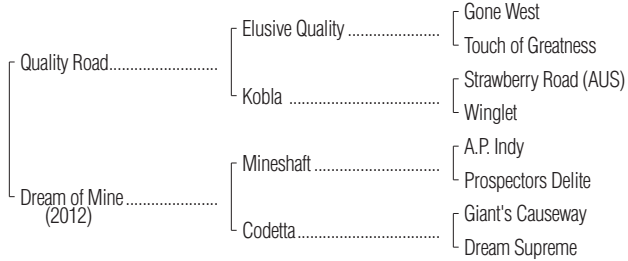 Gone West
Elusive Quality
Touch of Greatness
Quality Road
Strawberry Road (AUS)
Kobla
Winglet
A.P. Indy
Mineshaft
Prospectors Delite
Dream of Mine
(2012)
Giant's Causeway
Codetta
Dream Supreme